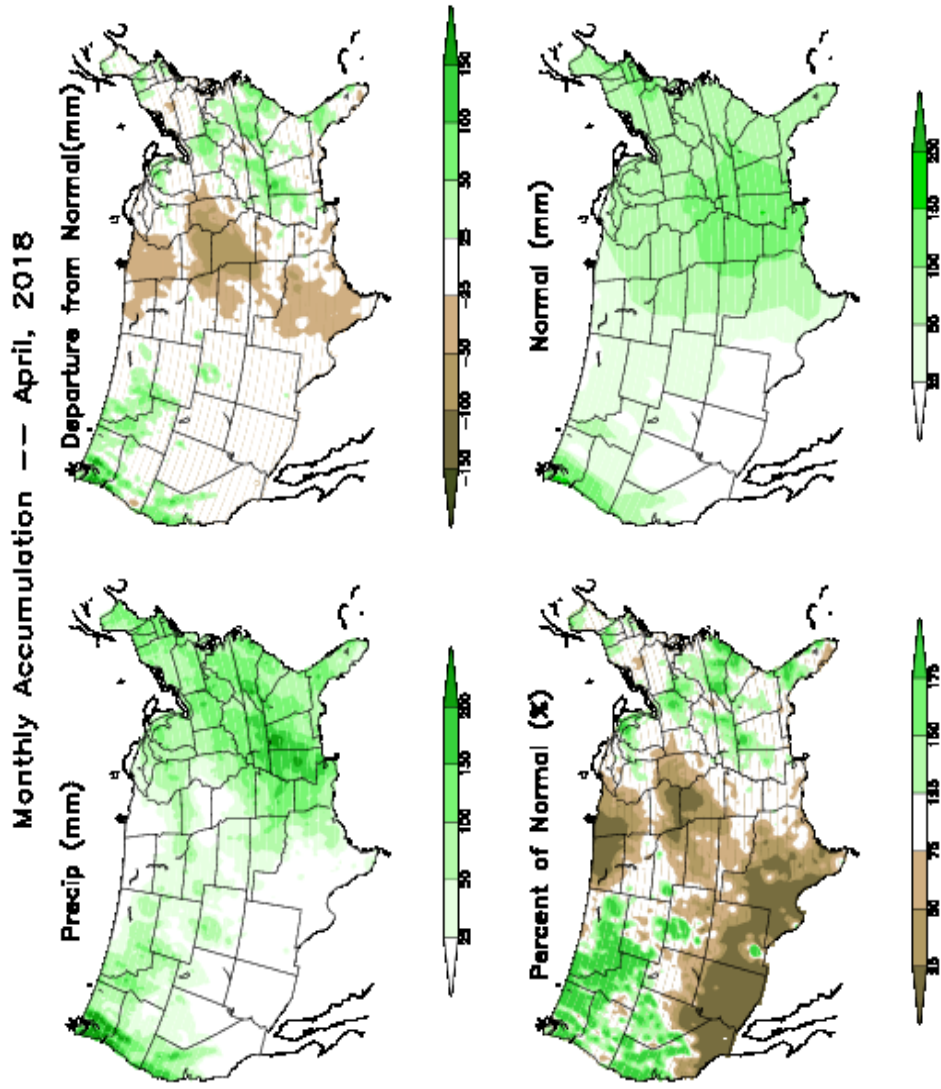 Monthly Accumulation -- April, 2018
Precip (mm)
Departure from Normal(mm)
25 50 100 150 200
-150 -100 -50 -25 25 50 100 150
Percent of Normal (%)
Normal (mm)
25 50 75 125 150 175
25 50 100 150 200